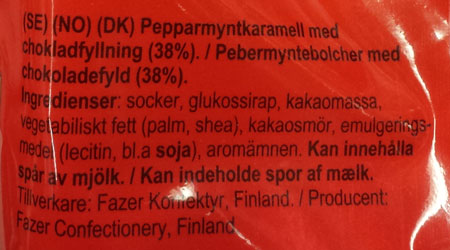 (SE) (NO) (DK) Pepparmyntkaramell med
chokladfyllning (38%). / Pebermyntebolcher med
chokoladefyld (38%).
Ingredienser: socker, glukossirap, kakaomassa,
vegetabiliskt fett (palm, shea), kakaosmör, emulgerings-
medel (lecitin, bl.a soja), aromämnen. Kan innehålla
spår av mjölk. / Kan indeholde spor af mælk.
Tillverkare: Fazer Konfektyr, Finland. / Producent:
Fazer Confectionery, Finland